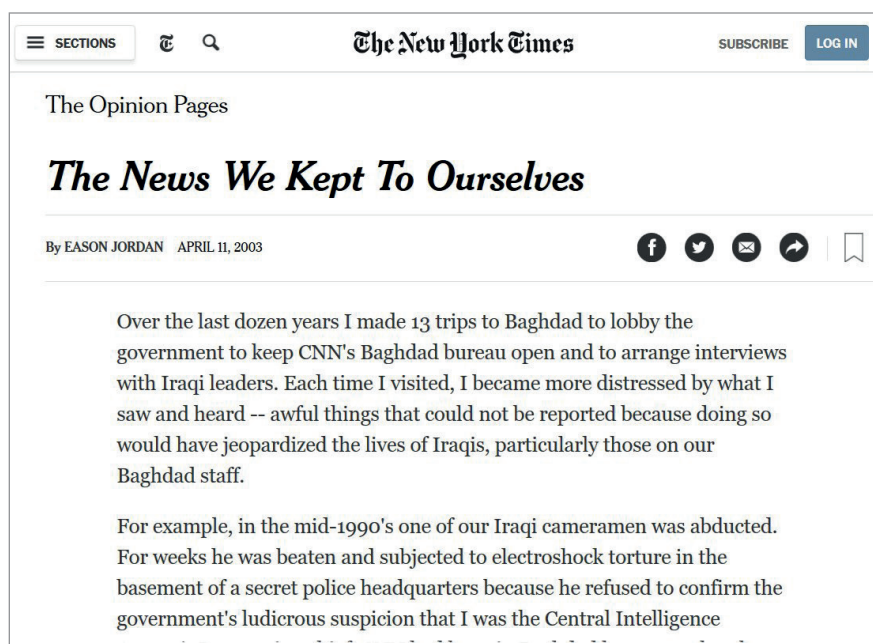 SECTIONS
The New York Times
SUBSCRIBE
LOG IN
The Opinion Pages
The News We Kept To Ourselves
By EASON JORDAN APRIL 11, 2003
Over the last dozen years I made 13 trips to Baghdad to lobby the
government to keep CNN's Baghdad bureau open and to arrange interviews
with Iraqi leaders. Each time I visited, I became more distressed by what I
saw and heard -- awful things that could not be reported because doing so
would have jeopardized the lives of Iraqis, particularly those on our
Baghdad staff.
For example, in the mid-1990's one of our Iraqi cameramen was abducted.
For weeks he was beaten and subjected to electroshock torture in the
basement of a secret police headquarters because he refused to confirm the
government's ludicrous suspicion that I was the Central Intelligence